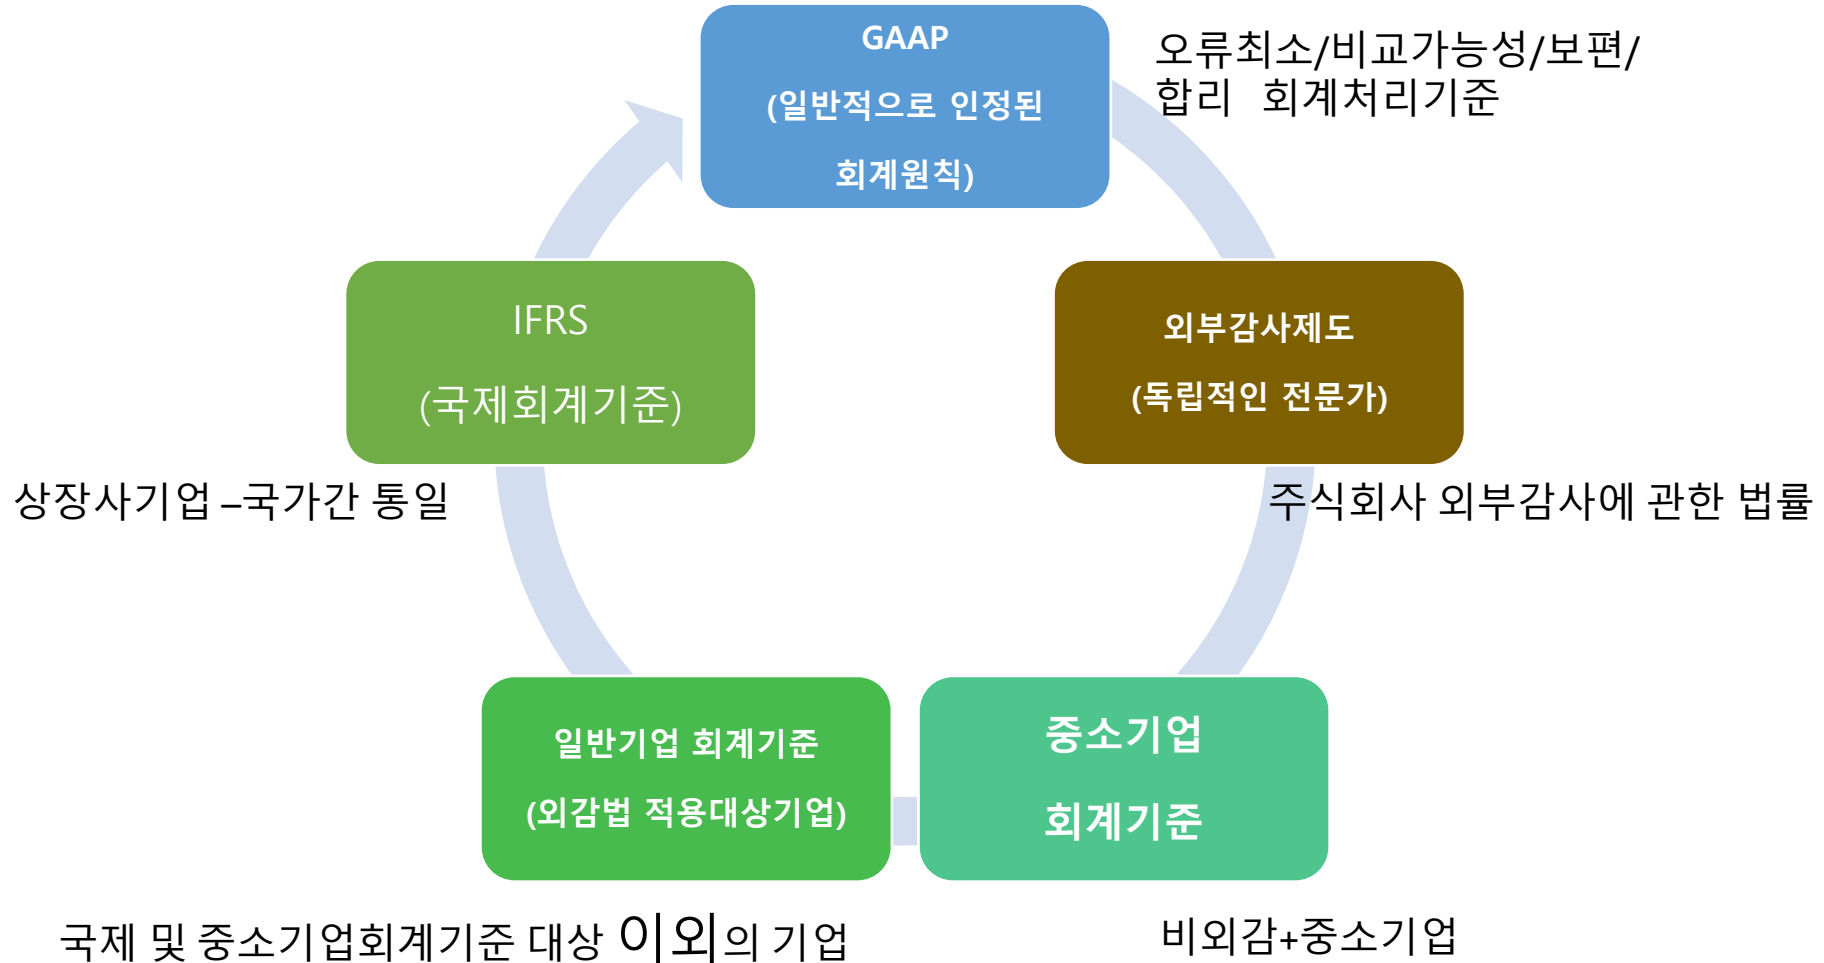 GAAP
(일반적으로 인정된
회계원칙)
오류최소/비교가능성/보편/
합리 회계처리기준
IFRS
(국제회계기준)
외부감사제도
(독립적인 전문가)
상장사기업 –국가간 통일
주식회사 외부감사에 관한 법률
일반기업 회계기준
(외감법 적용대상기업)
중소기업
회계기준
국제 및 중소기업회계기준 대상 이외의 기업
비외감+중소기업